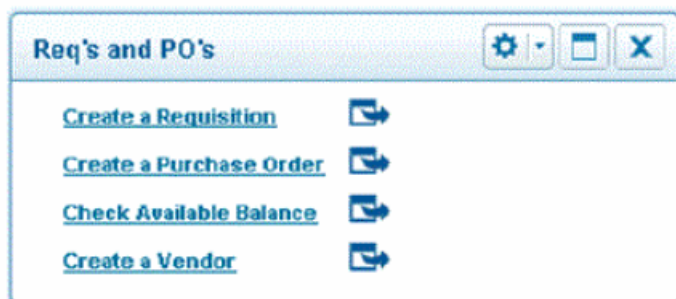 Req's and PO's
Create a Requisition
Create a Purchase Order
Check Available Balance
Create a Vendor